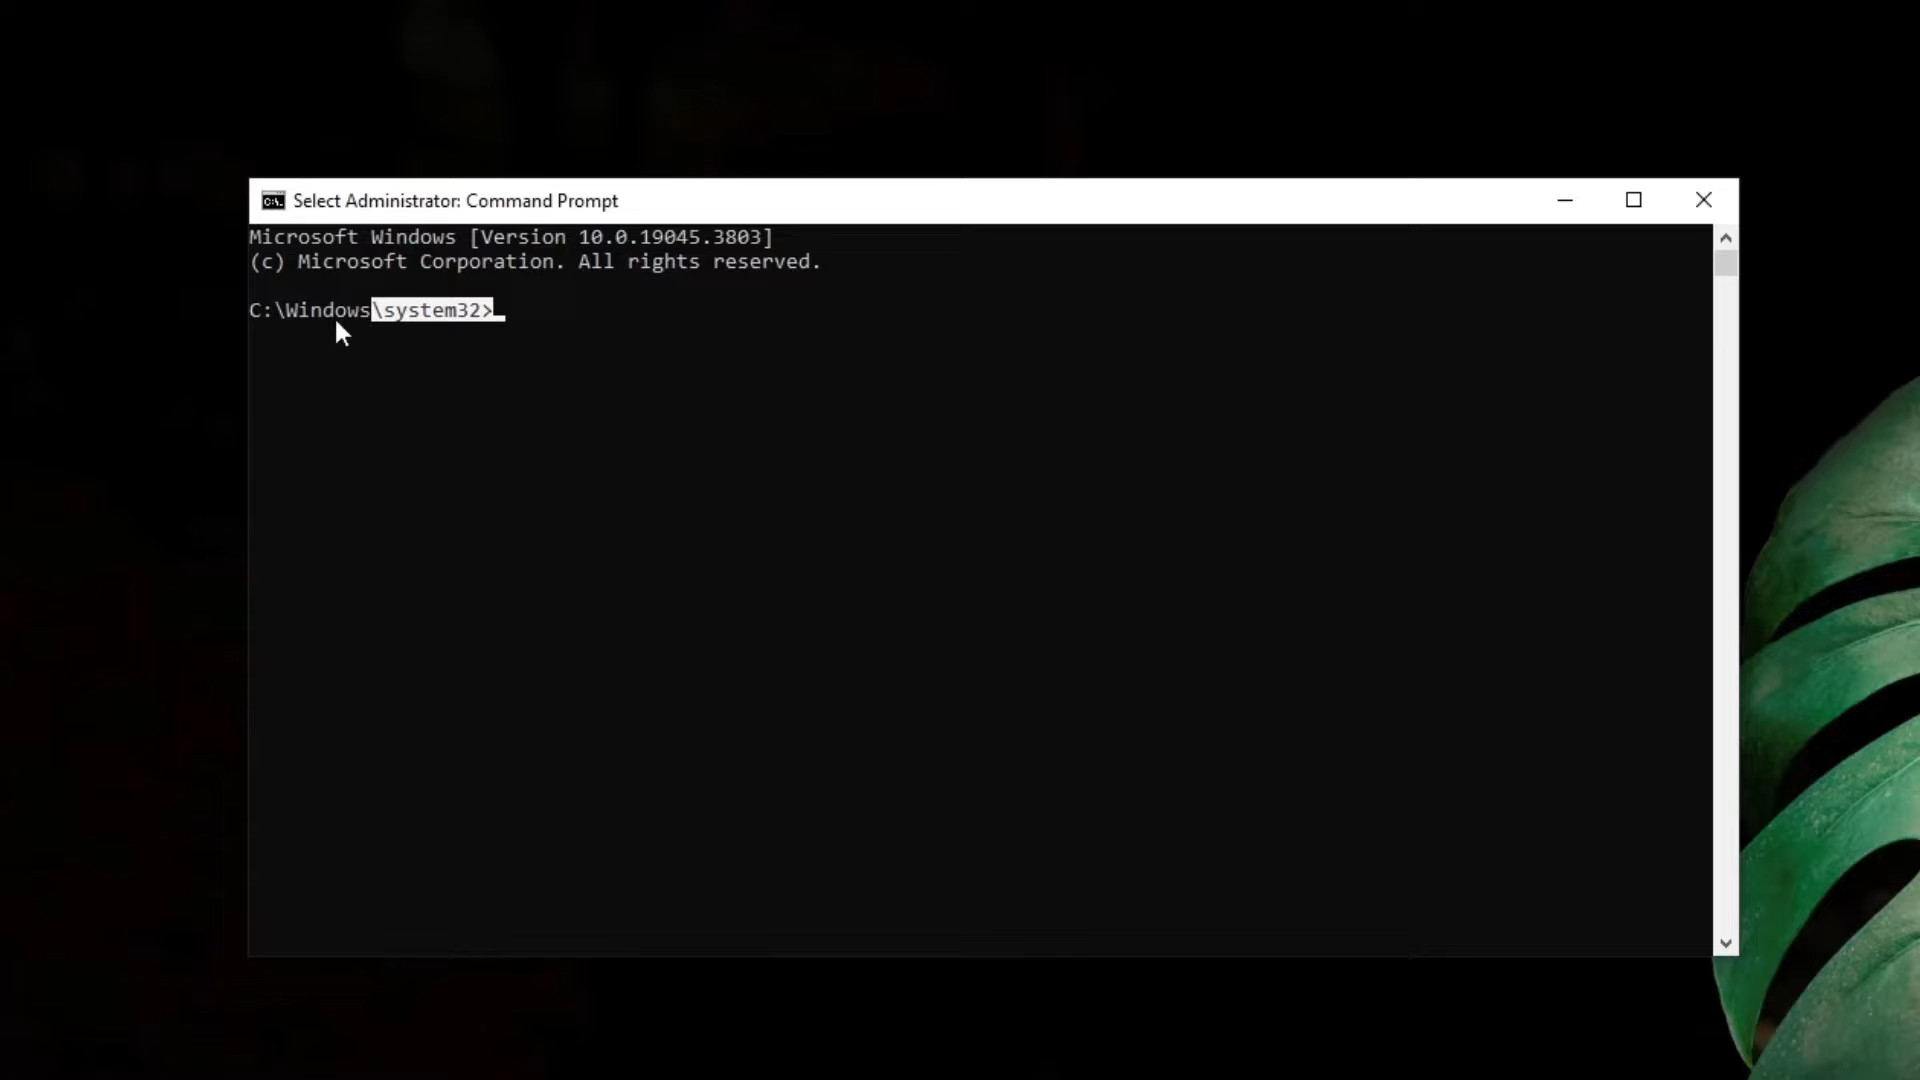 Select Administrator: Command Prompt
Microsoft Windows [Version 10.0.19045.3803]
(c) Microsoft Corporation. All rights reserved.
C:\Windows\system32>